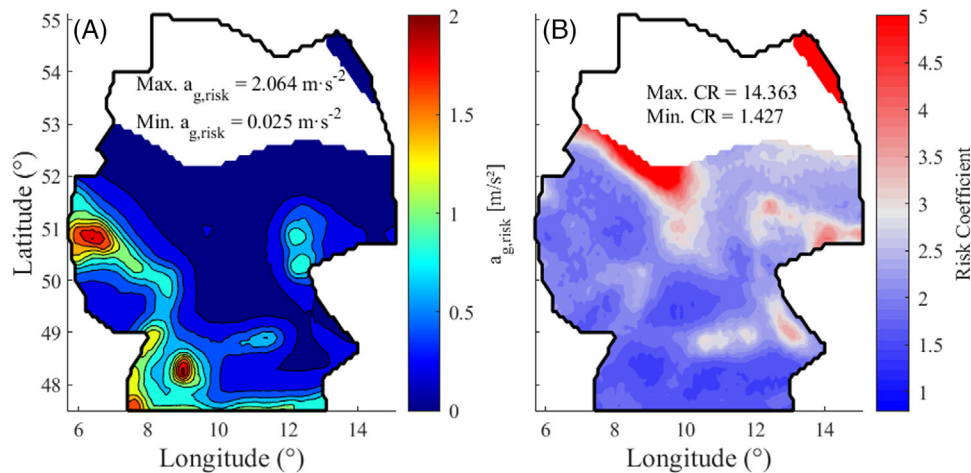 (A)
Max. a g,risk = 2.064 m·s-2
Min. a g,risk = 0.025 m·s-2
55
54
53
52
51
50
49
48
Latitude (°)
6 8 10 12 14
Longitude (°)
2
1.5
1
0.5
0
a g,risk [m/s²]
(B)
Max. CR = 14.363
Min. CR = 1.427
6 8 10 12 14
Longitude (°)
5
4.5
4
3.5
3
2.5
2
1.5
1
Risk Coefficient